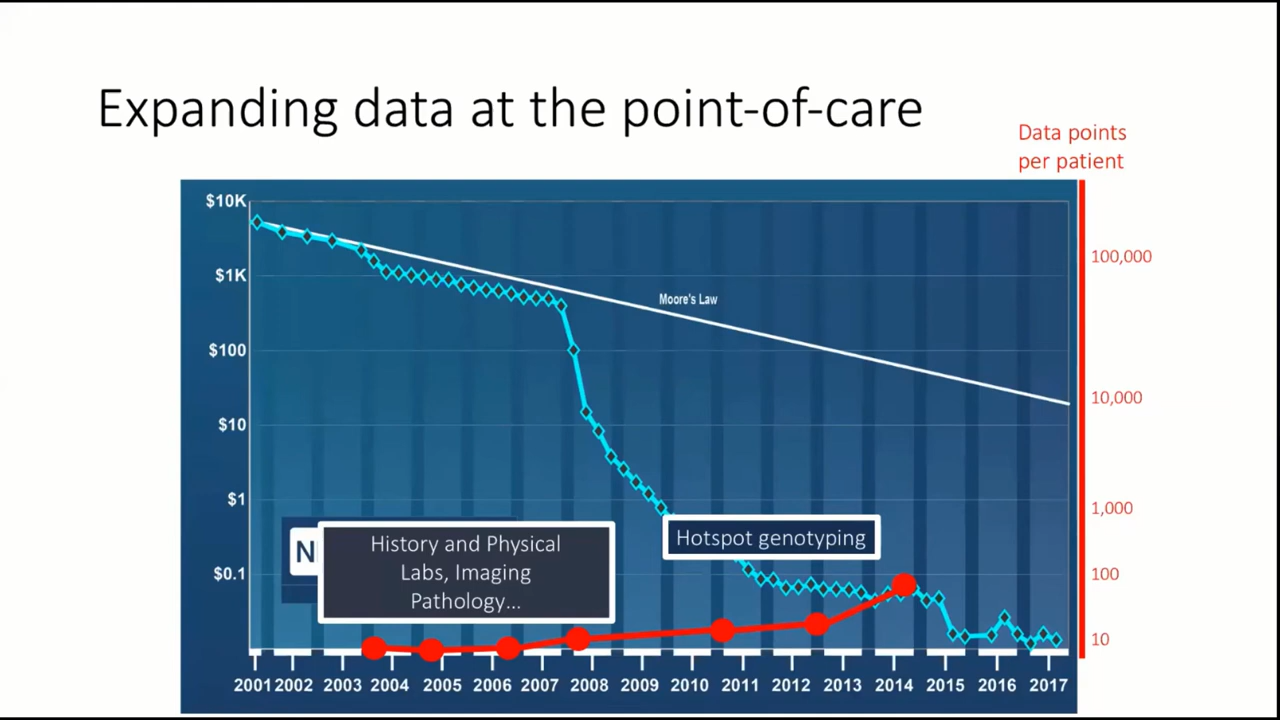 Expanding data at the point-of-care
Data points
per patient
$10K
$1K
$100
$10
$1
$0.1
Moore's Law
100,000
10,000
1,000
100
10
N
History and Physical
Labs, Imaging
Pathology...
Hotspot genotyping
2001 2002 2003 2004 2005 2006 2007 2008 2009 2010 2011 2012 2013 2014 2015 2016 2017